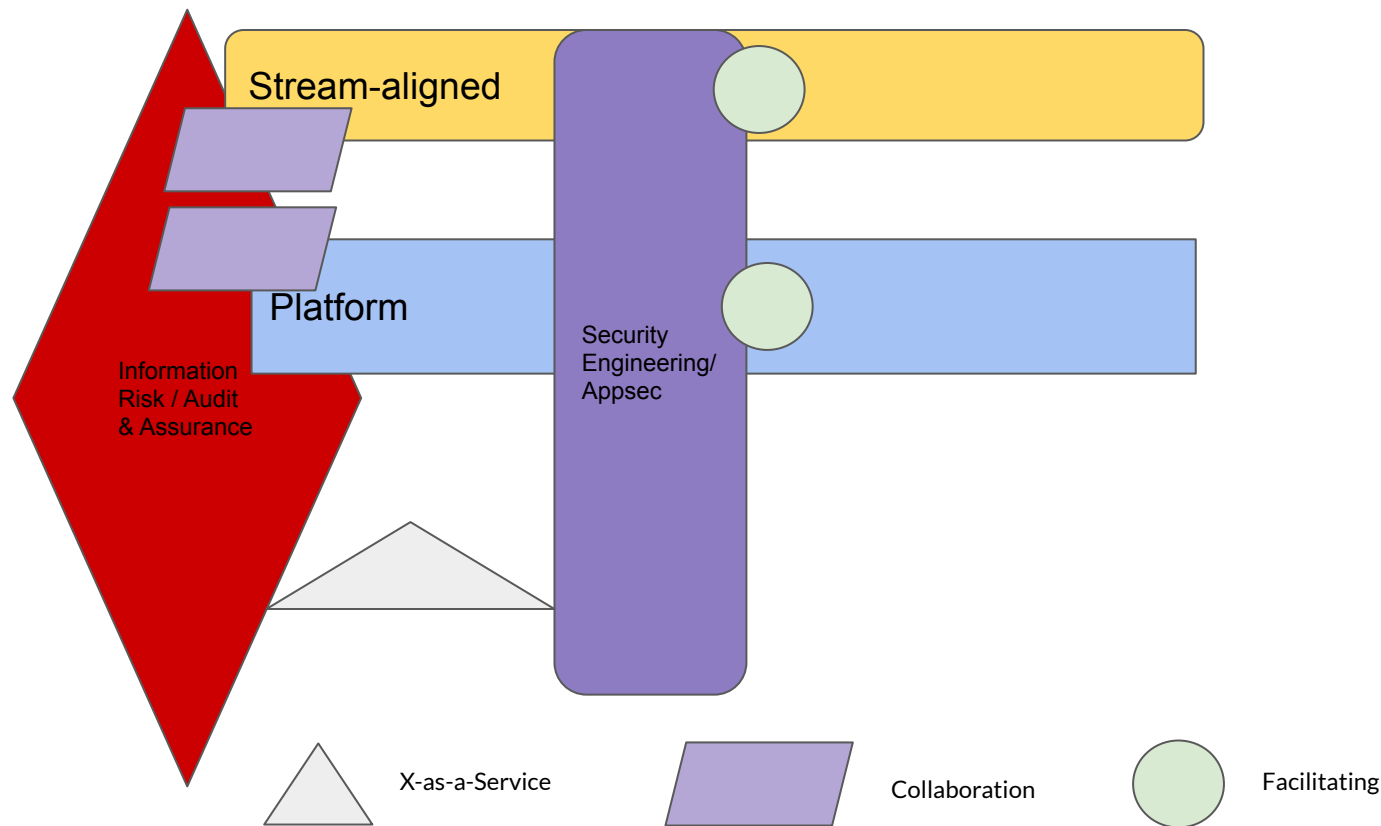 Stream-aligned
Platform
Security
Engineering/
Appsec
Information
Risk / Audit
& Assurance
X-as-a-Service
Collaboration
Facilitating